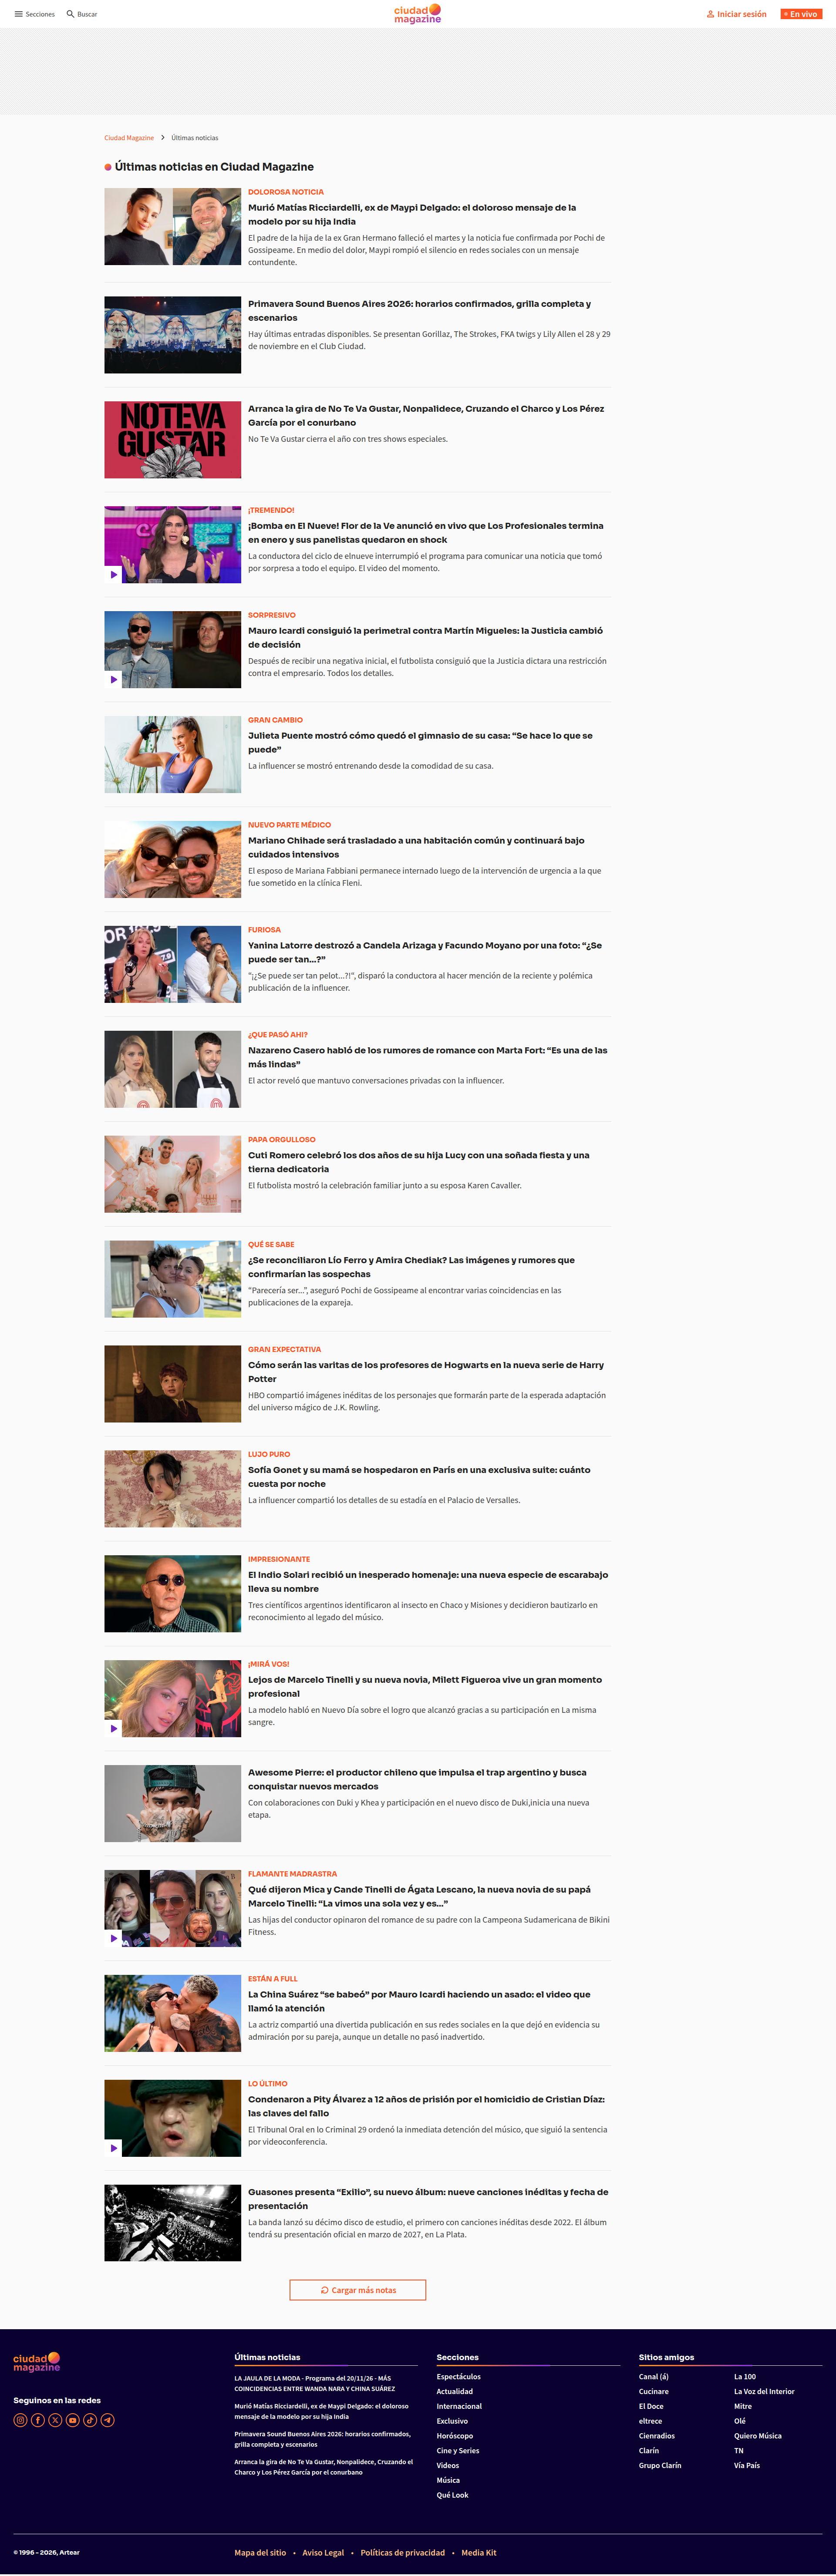 Secciones
Buscar
ciudad
magazine
Iniciar sesión
En vivo
Ciudad Magazine
Últimas noticias
Últimas noticias en Ciudad Magazine
DOLOROSA NOTICIA
Murió Matías Ricciardelli, ex de Maypi Delgado: el doloroso mensaje de la
modelo por su hija India
El padre de la hija de la ex Gran Hermano falleció el martes y la noticia fue confirmada por Pochi de
Gossipeame. En medio del dolor, Maypi rompió el silencio en redes sociales con un mensaje
contundente.
Primavera Sound Buenos Aires 2026: horarios confirmados, grilla completa y
escenarios
Hay últimas entradas disponibles. Se presentan Gorillaz, The Strokes, FKA twigs y Lily Allen el 28 y 29
de noviembre en el Club Ciudad.
NOTEVA
GUSTAR
Arranca la gira de No Te Va Gustar, Nonpalidece, Cruzando el Charco y Los Pérez
García por el conurbano
No Te Va Gustar cierra el año con tres shows especiales.
¡TREMENDO!
¡Bomba en El Nueve! Flor de la Ve anunció en vivo que Los Profesionales termina
en enero y sus panelistas quedaron en shock
La conductora del ciclo de elnueve interrumpió el programa para comunicar una noticia que tomó
por sorpresa a todo el equipo. El video del momento.
SORPRESIVO
Mauro Icardi consiguió la perimetral contra Martín Migueles: la Justicia cambió
de decisión
Después de recibir una negativa inicial, el futbolista consiguió que la Justicia dictara una restricción
contra el empresario. Todos los detalles.
GRAN CAMBIO
Julieta Puente mostró cómo quedó el gimnasio de su casa: “Se hace lo que se
puede”
La influencer se mostró entrenando desde la comodidad de su casa.
NUEVO PARTE MÉDICO
Mariano Chihade será trasladado a una habitación común y continuará bajo
cuidados intensivos
El esposo de Mariana Fabbiani permanece internado luego de la intervención de urgencia a la que
fue sometido en la clínica Fleni.
FURIOSA
Yanina Latorre destrozó a Candela Arizaga y Facundo Moyano por una foto: “¿Se
puede ser tan...?”
"¡¿Se puede ser tan pelot...?!", disparó la conductora al hacer mención de la reciente y polémica
publicación de la influencer.
¿QUE PASÓ AHI?
Nazareno Casero habló de los rumores de romance con Marta Fort: “Es una de las
más lindas”
El actor reveló que mantuvo conversaciones privadas con la influencer.
PAPA ORGULLOSO
Cuti Romero celebró los dos años de su hija Lucy con una soñada fiesta y una
tierna dedicatoria
El futbolista mostró la celebración familiar junto a su esposa Karen Cavaller.
QUÉ SE SABE
¿Se reconciliaron Lío Ferro y Amira Chediak? Las imágenes y rumores que
confirmarían las sospechas
"Parecería ser...", aseguró Pochi de Gossipeame al encontrar varias coincidencias en las
publicaciones de la expareja.
GRAN EXPECTATIVA
Cómo serán las varitas de los profesores de Hogwarts en la nueva serie de Harry
Potter
HBO compartió imágenes inéditas de los personajes que formarán parte de la esperada adaptación
del universo mágico de J.K. Rowling.
LUJO PURO
Sofía Gonet y su mamá se hospedaron en París en una exclusiva suite: cuánto
cuesta por noche
La influencer compartió los detalles de su estadía en el Palacio de Versalles.
IMPRESIONANTE
El Indio Solari recibió un inesperado homenaje: una nueva especie de escarabajo
lleva su nombre
Tres científicos argentinos identificaron al insecto en Chaco y Misiones y decidieron bautizarlo en
reconocimiento al legado del músico.
¡MIRÁ VOS!
Lejos de Marcelo Tinelli y su nueva novia, Milett Figueroa vive un gran momento
profesional
La modelo habló en Nuevo Día sobre el logro que alcanzó gracias a su participación en La misma
sangre.
Awesome Pierre: el productor chileno que impulsa el trap argentino y busca
conquistar nuevos mercados
Con colaboraciones con Duki y Khea y participación en el nuevo disco de Duki,inicia una nueva
etapa.
FLAMANTE MADRASTRA
Qué dijeron Mica y Cande Tinelli de Ágata Lescano, la nueva novia de su papá
Marcelo Tinelli: “La vimos una sola vez y es...”
Las hijas del conductor opinaron del romance de su padre con la Campeona Sudamericana de Bikini
Fitness.
ESTÁN A FULL
La China Suárez “se babeó” por Mauro Icardi haciendo un asado: el video que
llamó la atención
La actriz compartió una divertida publicación en sus redes sociales en la que dejó en evidencia su
admiración por su pareja, aunque un detalle no pasó inadvertido.
LO ÚLTIMO
Condenaron a Pity Álvarez a 12 años de prisión por el homicidio de Cristian Díaz:
las claves del fallo
El Tribunal Oral en lo Criminal 29 ordenó la inmediata detención del músico, que siguió la sentencia
por videoconferencia.
Guasones presenta “Exilio”, su nuevo álbum: nueve canciones inéditas y fecha de
presentación
La banda lanzó su décimo disco de estudio, el primero con canciones inéditas desde 2022. El álbum
tendrá su presentación oficial en marzo de 2027, en La Plata.
Cargar más notas
ciudad
magazine
Seguinos en las redes
Últimas noticias
LA JAULA DE LA MODA - Programa del 20/11/26 - MÁS
COINCIDENCIAS ENTRE WANDA NARA Y CHINA SUÁREZ
Murió Matías Ricciardelli, ex de Maypi Delgado: el doloroso
mensaje de la modelo por su hija India
Primavera Sound Buenos Aires 2026: horarios confirmados,
grilla completa y escenarios
Arranca la gira de No Te Va Gustar, Nonpalidece, Cruzando el
Charco y Los Pérez García por el conurbano
Secciones
Espectáculos
Actualidad
Internacional
Exclusivo
Horóscopo
Cine y Series
Videos
Música
Qué Look
Sitios amigos
Canal (á)
Cucinare
El Doce
eltrece
Cienradios
Clarín
Grupo Clarín
La 100
La Voz del Interior
Mitre
Olé
Quiero Música
TN
Vía País
© 1996 - 2026, Artear
Mapa del sitio
Aviso Legal
Políticas de privacidad
Media Kit